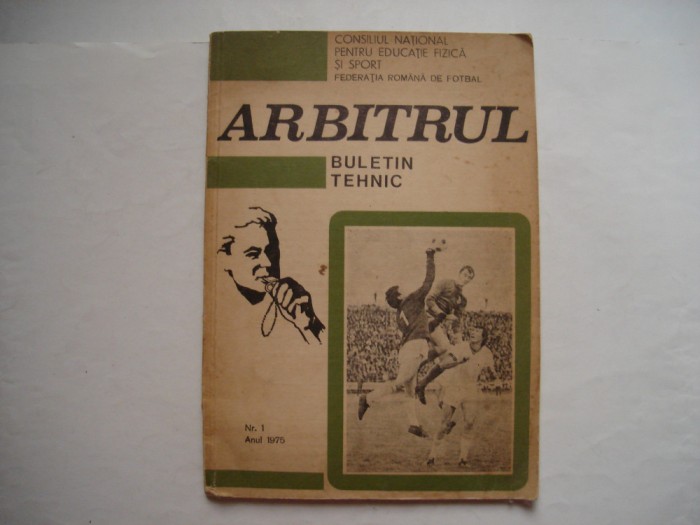 CONSILIUL NAȚIONAL
PENTRU EDUCAȚIE FIZICĂ
ȘI SPORT
FEDERAȚIA ROMÂNĂ DE FOTBAL
ARBITRUL
BULETIN
TEHNIC
Nr. 1
Anul 1975